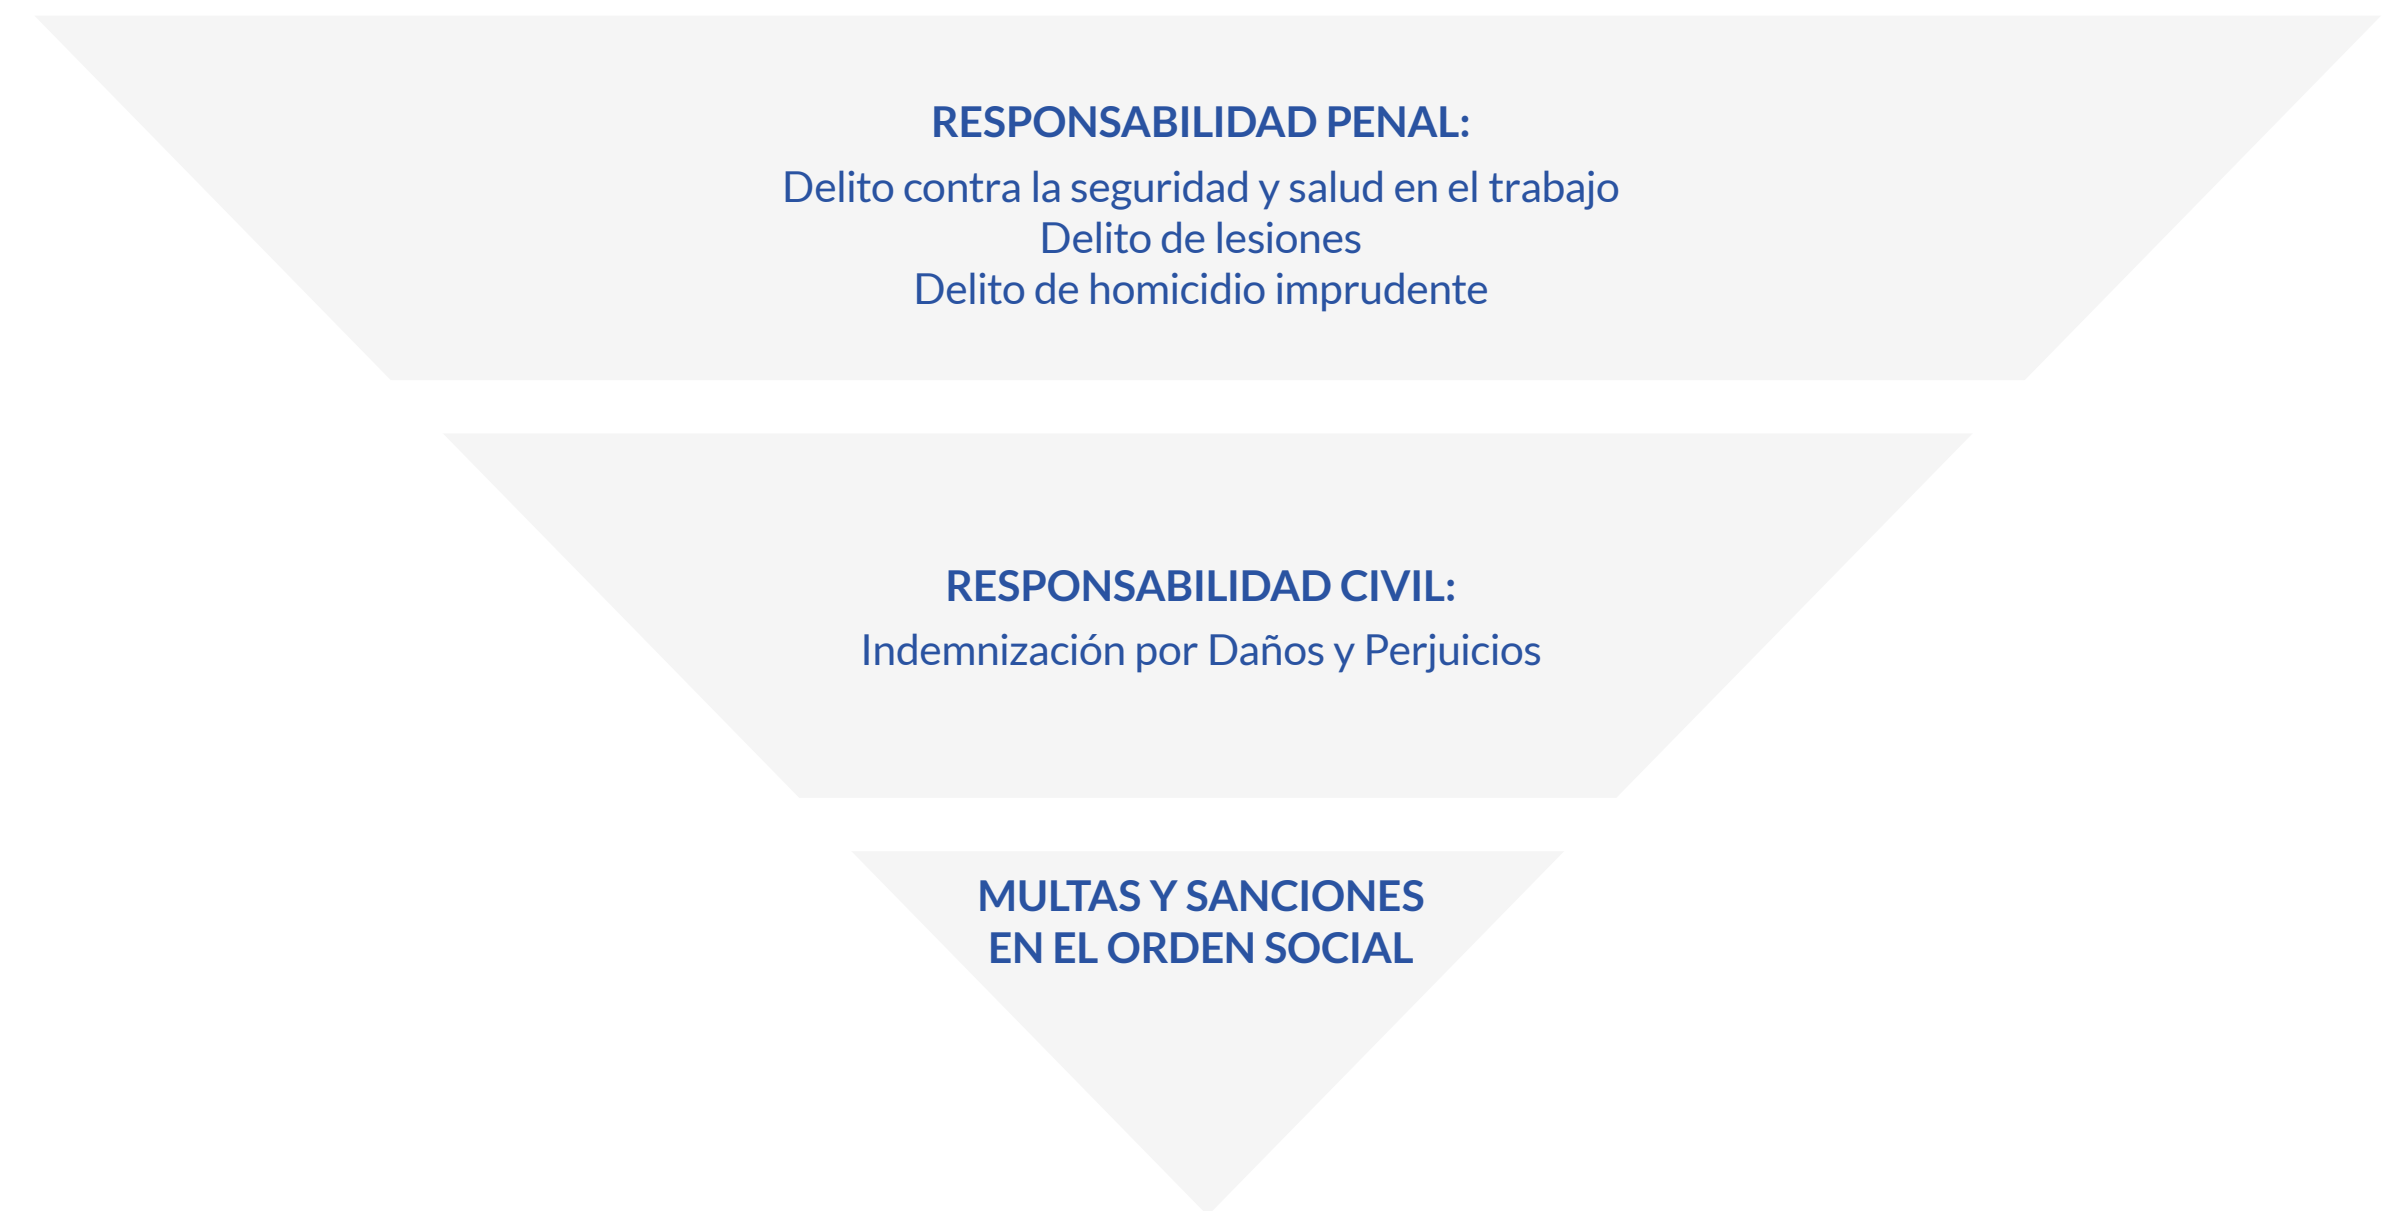 RESPONSABILIDAD PENAL:
Delito contra la seguridad y salud en el trabajo
Delito de lesiones
Delito de homicidio imprudente
RESPONSABILIDAD CIVIL:
Indemnización por Daños y Perjuicios
MULTAS Y SANCIONES
EN EL ORDEN SOCIAL